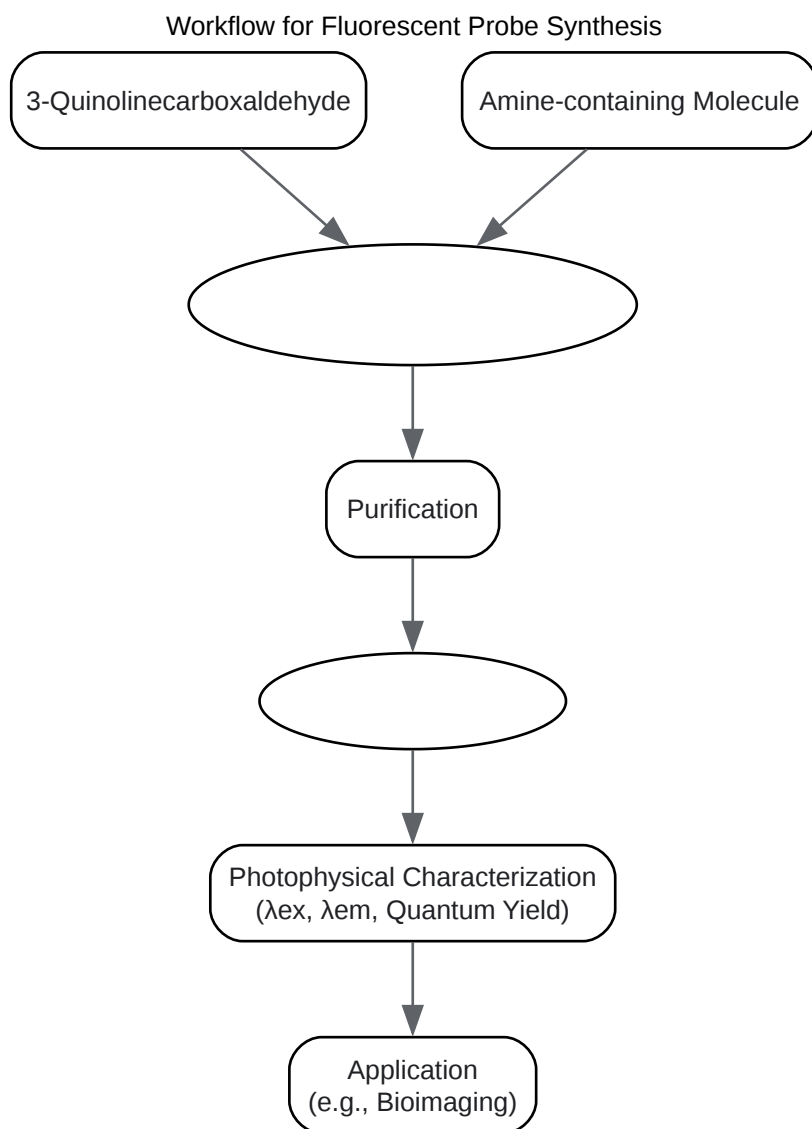 Workflow for Fluorescent Probe Synthesis
3-Quinolinecarboxaldehyde
Amine-containing Molecule
Purification
Photophysical Characterization
(λex, λem, Quantum Yield)
Application
(e.g., Bioimaging)